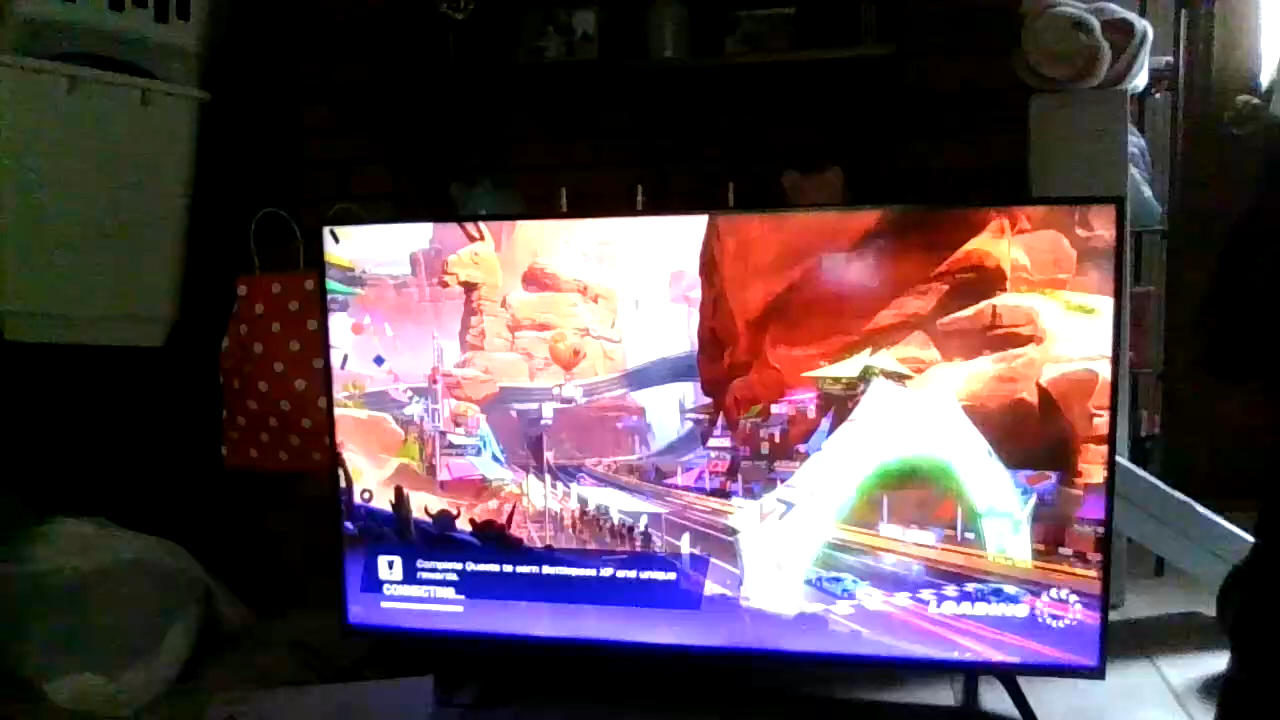 Complete Quests to earn Battlepass XP and unique
rewards.
CONNECTING...
LOADING